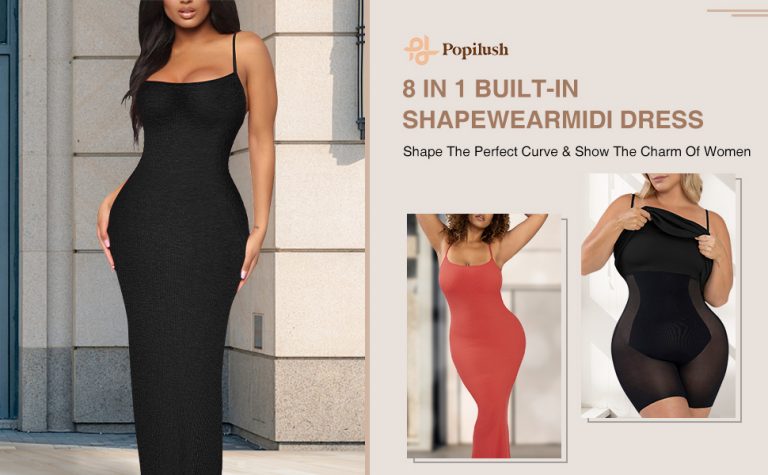 Popilush
8 IN 1 BUILT-IN
SHAPEWEARMIDI DRESS
Shape The Perfect Curve & Show The Charm Of Women